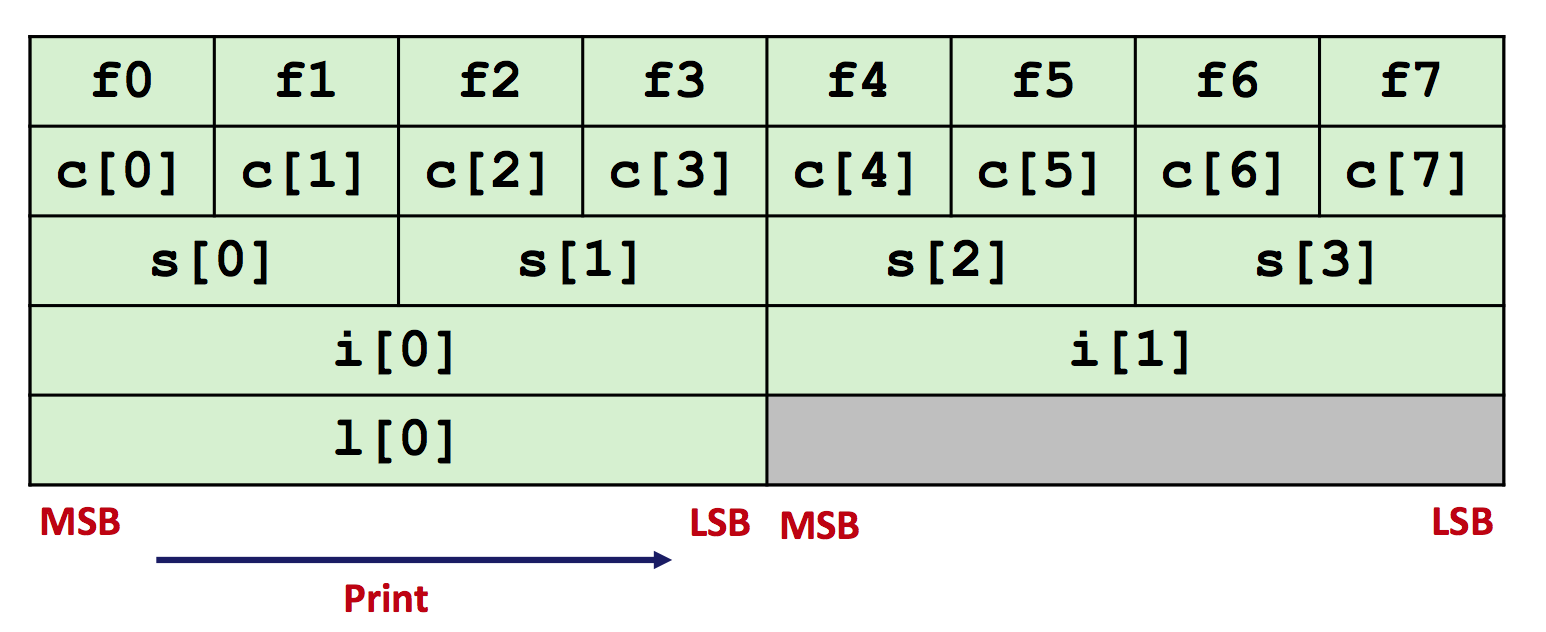 f0 f1 f2 f3 f4 f5 f6 f7
c[0] c[1] c[2] c[3] c[4] c[5] c[6] c[7]
s[0] s[1] s[2] s[3]
i[0] i[1]
l[0]
MSB LSB MSB LSB
Print